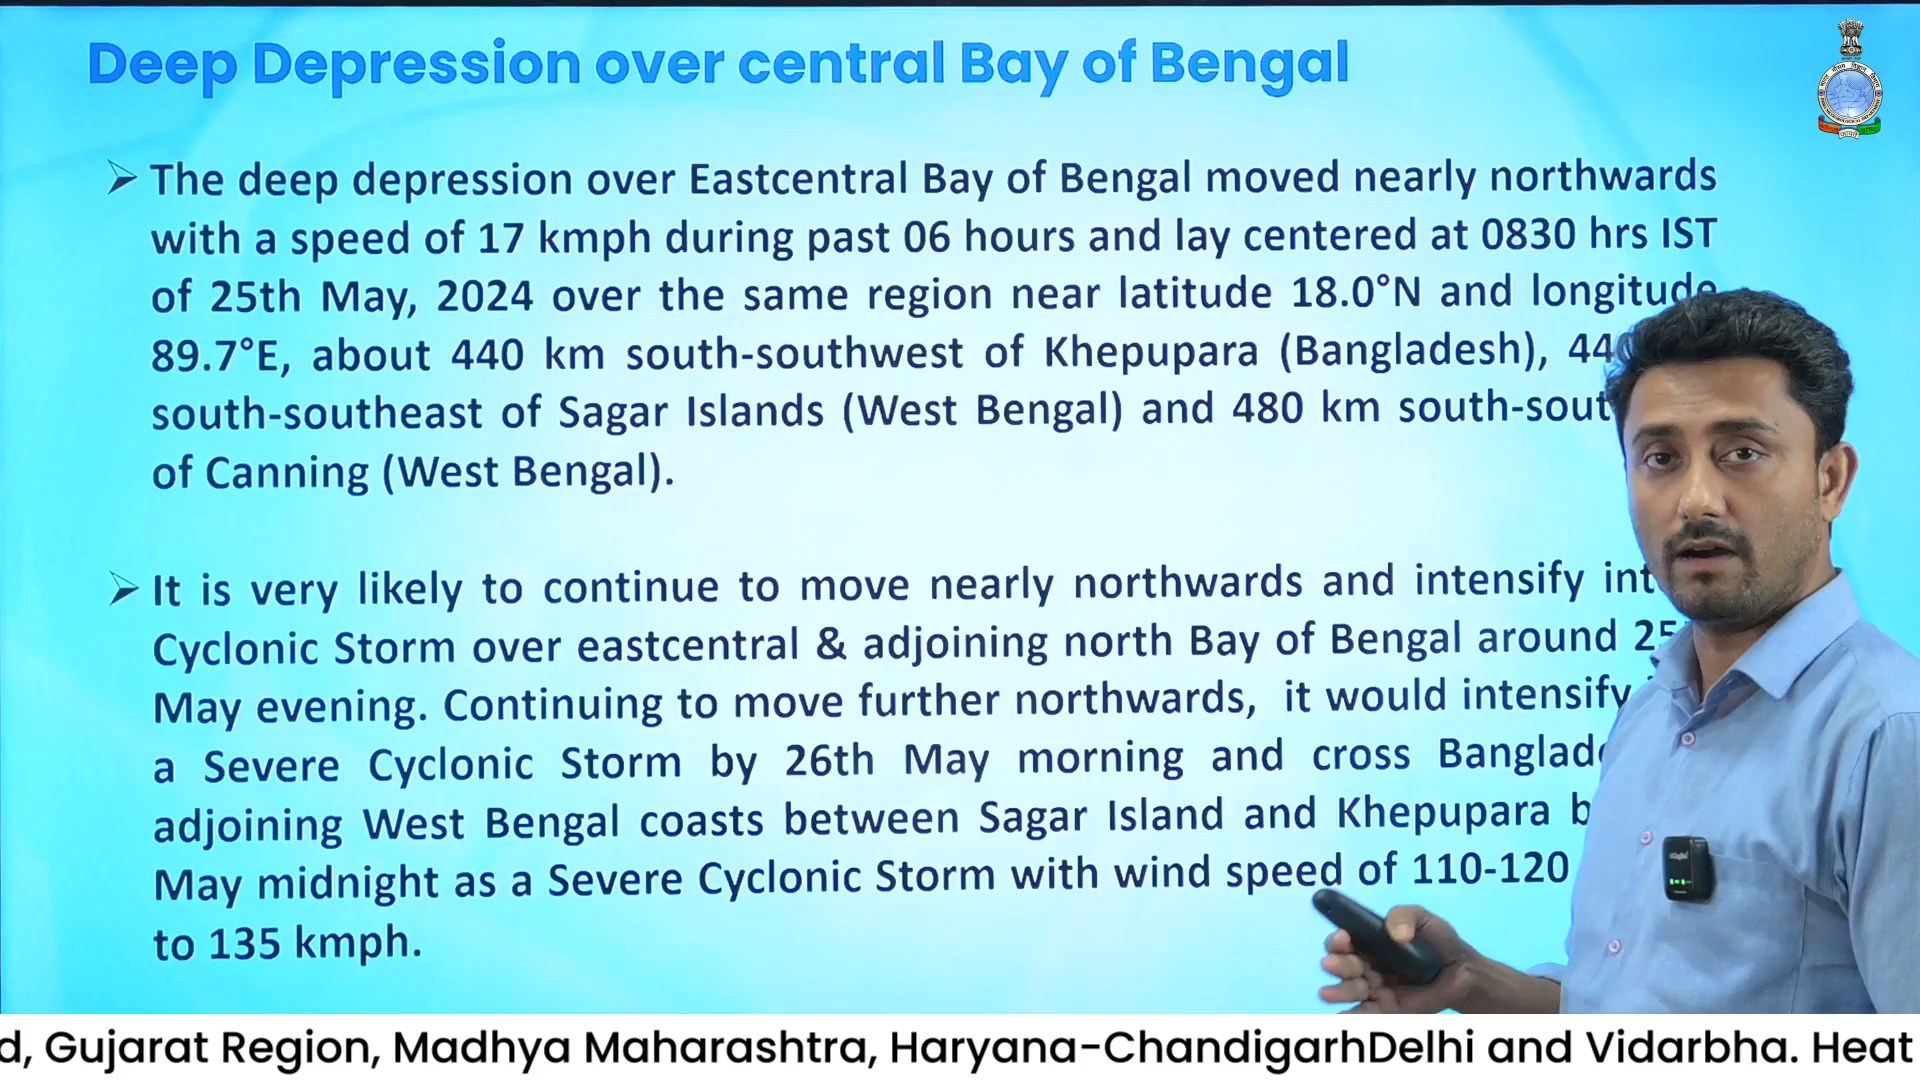 Deep Depression over central Bay of Bengal
The deep depression over Eastcentral Bay of Bengal moved nearly northwards
with a speed of 17 kmph during past 06 hours and lay centered at 0830 hrs IST
of 25th May, 2024 over the same region near latitude 18.0°N and longitude
89.7°E, about 440 km south-southwest of Khepupara (Bangladesh),
south-southeast of Sagar Islands (West Bengal) and 480 km
of Canning (West Bengal).
It is very likely to continue to move nearly northwards and intensify
Cyclonic Storm over eastcentral & adjoining north Bay of Bengal around
May evening. Continuing to move further northwards, it would intensify
a Severe Cyclonic Storm by 26th May morning and cross
adjoining West Bengal coasts between Sagar Island and Khepupara
May midnight as a Severe Cyclonic Storm with wind speed of 110-120
to 135 kmph.
Gujarat Region, Madhya Maharashtra, Haryana-ChandigarhDelhi and Vidarbha. Heat